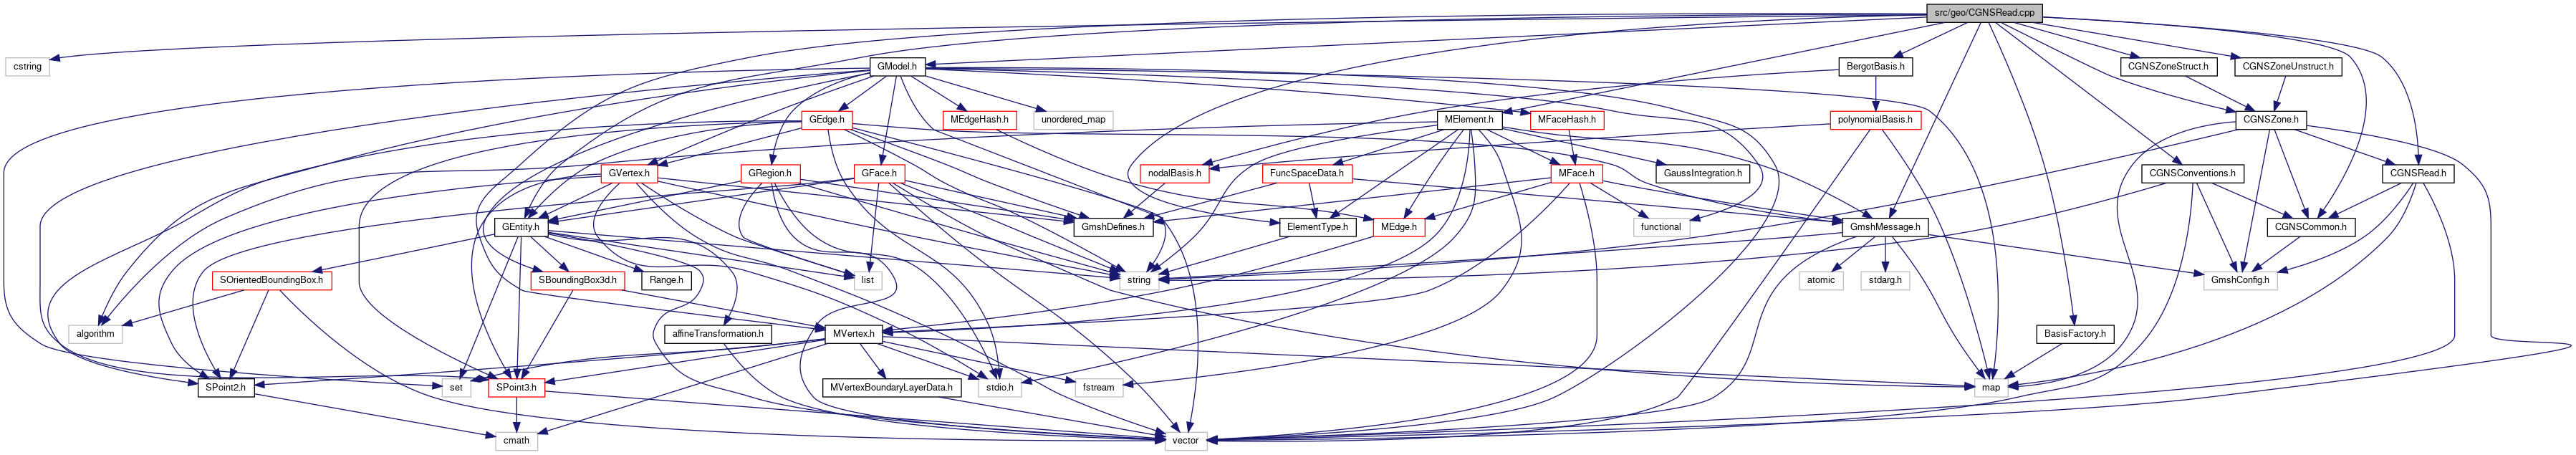 src/geo/CGNSRead.cpp
cstring
GModel.h
BergotBasis.h
CGNSZoneStruct.h
CGNSZoneUnstruct.h
GEdge.h
MEdgeHash.h
unordered_map
MElement.h
MFaceHash.h
polynomialBasis.h
CGNSZone.h
GVertex.h
GRegion.h
GFace.h
nodalBasis.h
FuncSpaceData.h
MFace.h
GaussIntegration.h
CGNSConventions.h
CGNSRead.h
GEntity.h
GmshDefines.h
ElementType.h
MEdge.h
functional
GmshMessage.h
CGNSCommon.h
SOrientedBoundingBox.h
SBoundingBox3d.h
Range.h
list
string
atomic
stdarg.h
GmshConfig.h
algorithm
affineTransformation.h
MVertex.h
BasisFactory.h
SPoint2.h
set
SPoint3.h
MVertexBoundaryLayerData.h
stdio.h
fstream
map
cmath
vector